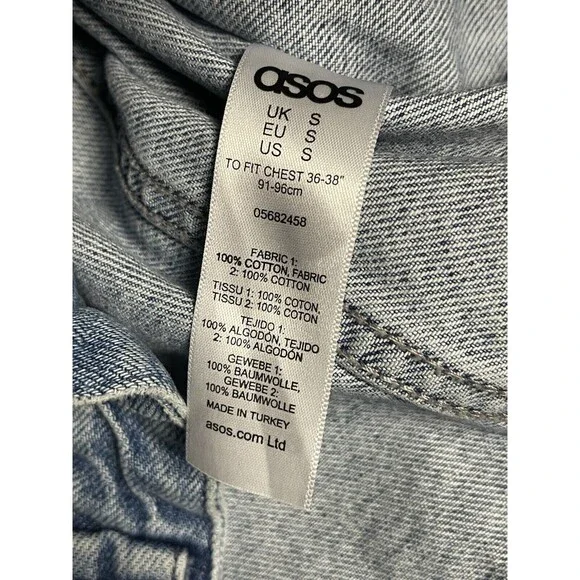 asos
UK S
EU S
US S
TO FIT CHEST 36-38"
91-96cm
05682458
FABRIC 1:
100% COTTON, FABRIC
2: 100% COTTON
TISSU 1: 100% COTON,
TISSU 2: 100% COTON
TEJIDO 1:
100% ALGODÓN, TEJIDO
2: 100% ALGODÓN
GEWEBE 1:
100% BAUMWOLLE,
GEWEBE 2:
100% BAUMWOLLE
MADE IN TURKEY
asos.com Ltd